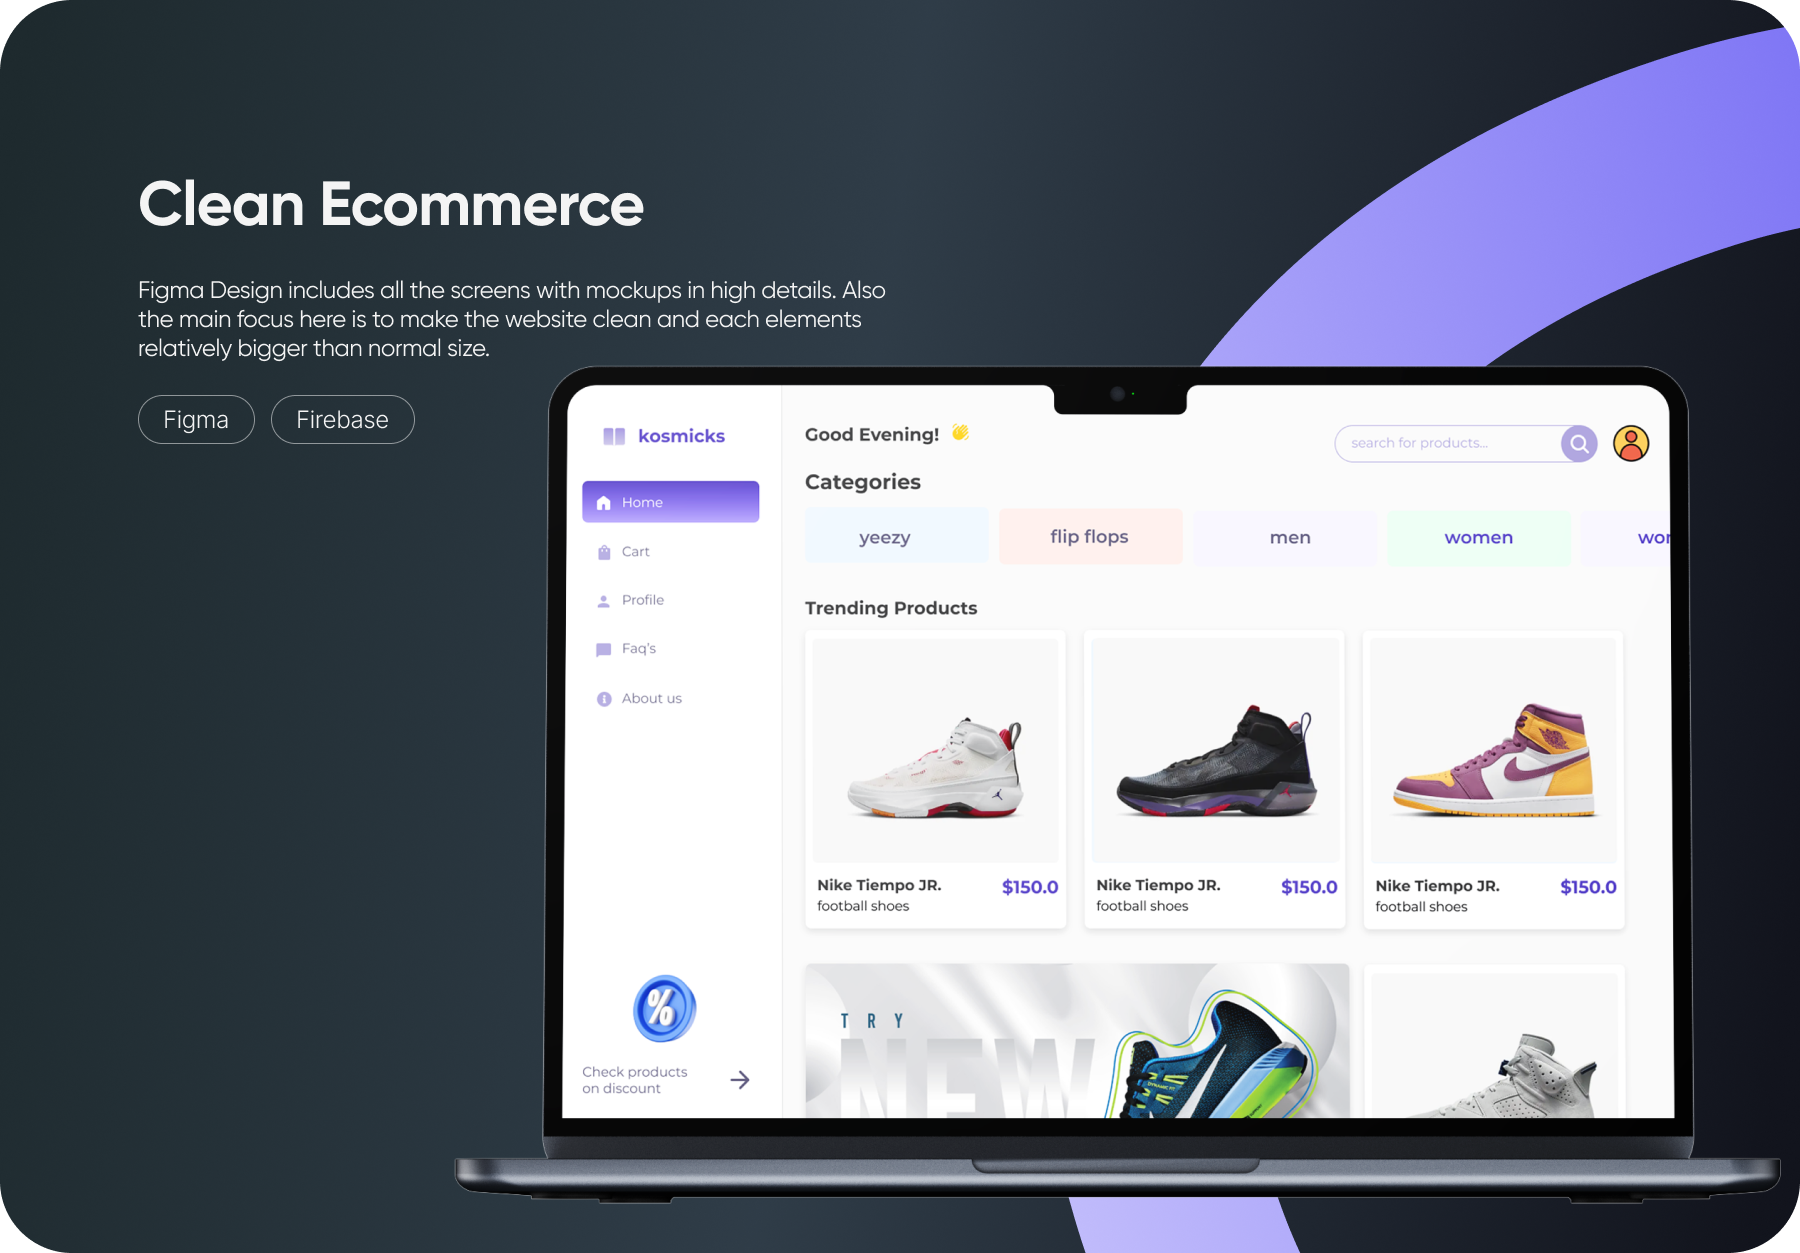 Clean Ecommerce
Figma Design includes all the screens with mockups in high details. Also
the main focus here is to make the website clean and each elements
relatively bigger than normal size.
Figma
Firebase
kosmicks
Home
Cart
Profile
Faq's
About us
Check products
on discount
Good Evening!
search for products...
Categories
yeezy
flip flops
men
women
wor
Trending Products
Nike Tiempo JR.
$150.0
football shoes
Nike Tiempo JR.
$150.0
football shoes
Nike Tiempo JR.
$150.0
football shoes
TRY
NEW
DYNAMIC FIT